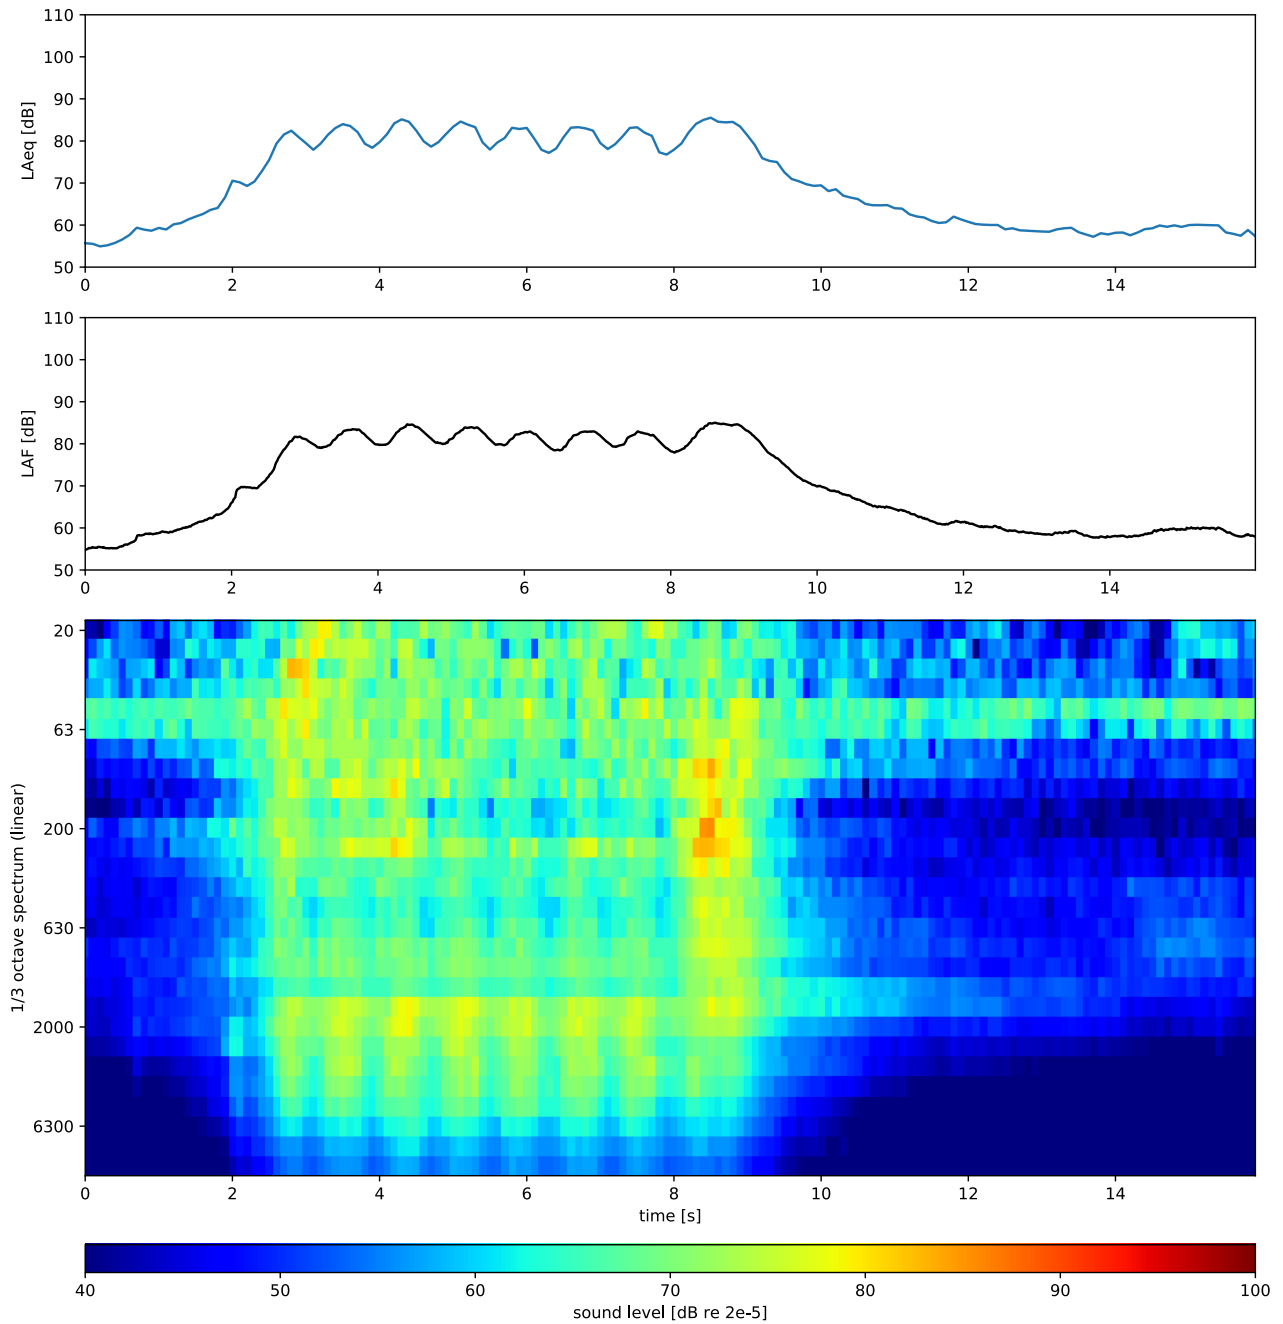 110
100
90
80
70
60
50
LAeq [dB]
0 2 4 6 8 10 12 14
110
100
90
80
70
60
50
LAF [dB]
0 2 4 6 8 10 12 14
20
63
200
630
2000
6300
1/3 octave spectrum (linear)
0 2 4 6 8 10 12 14
time [s]
40 50 60 70 80 90 100
sound level [dB re 2e-5]